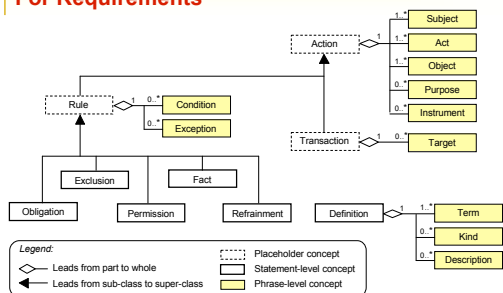 For Requirements
Subject
1..*
Action
1
1..*
Act
1..*
Object
0..*
Purpose
0..*
Instrument
Rule
1
0..*
Condition
0..*
Exception
Transaction
1
0..*
Target
Exclusion
Fact
Obligation
Permission
Refrainment
Definition
1
1..*
Term
0..*
Kind
0..*
Description
Legend:
Leads from part to whole
Leads from sub-class to super-class
Placeholder concept
Statement-level concept
Phrase-level concept